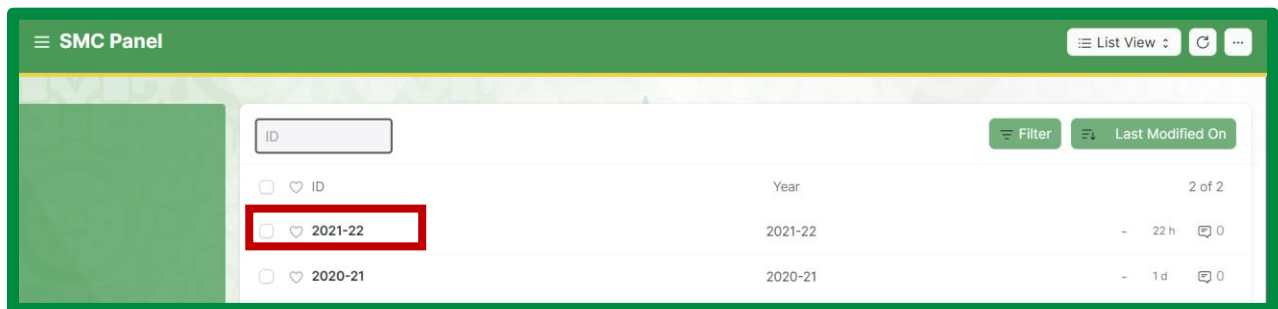 SMC Panel
List View
ID
Filter
Last Modified On
ID Year 2 of 2
2021-22 2021-22 - 22 h 0
2020-21 2020-21 - 1 d 0